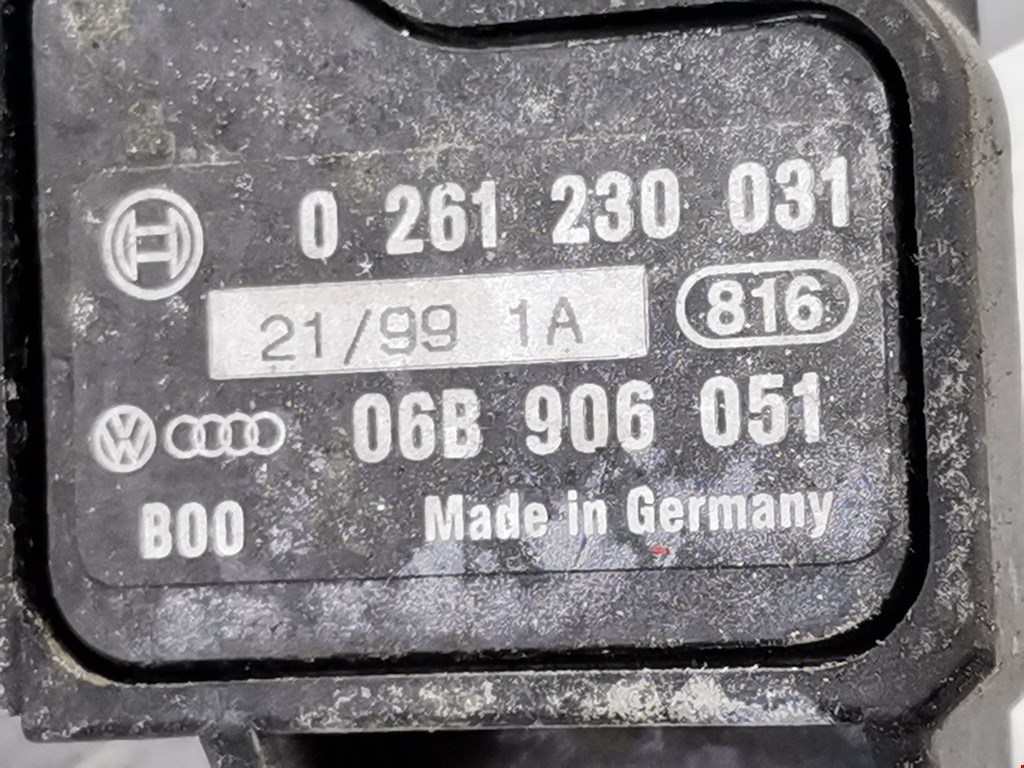 0 261 230 031
21/99 1A
816
06B 906 051
B00
Made in Germany